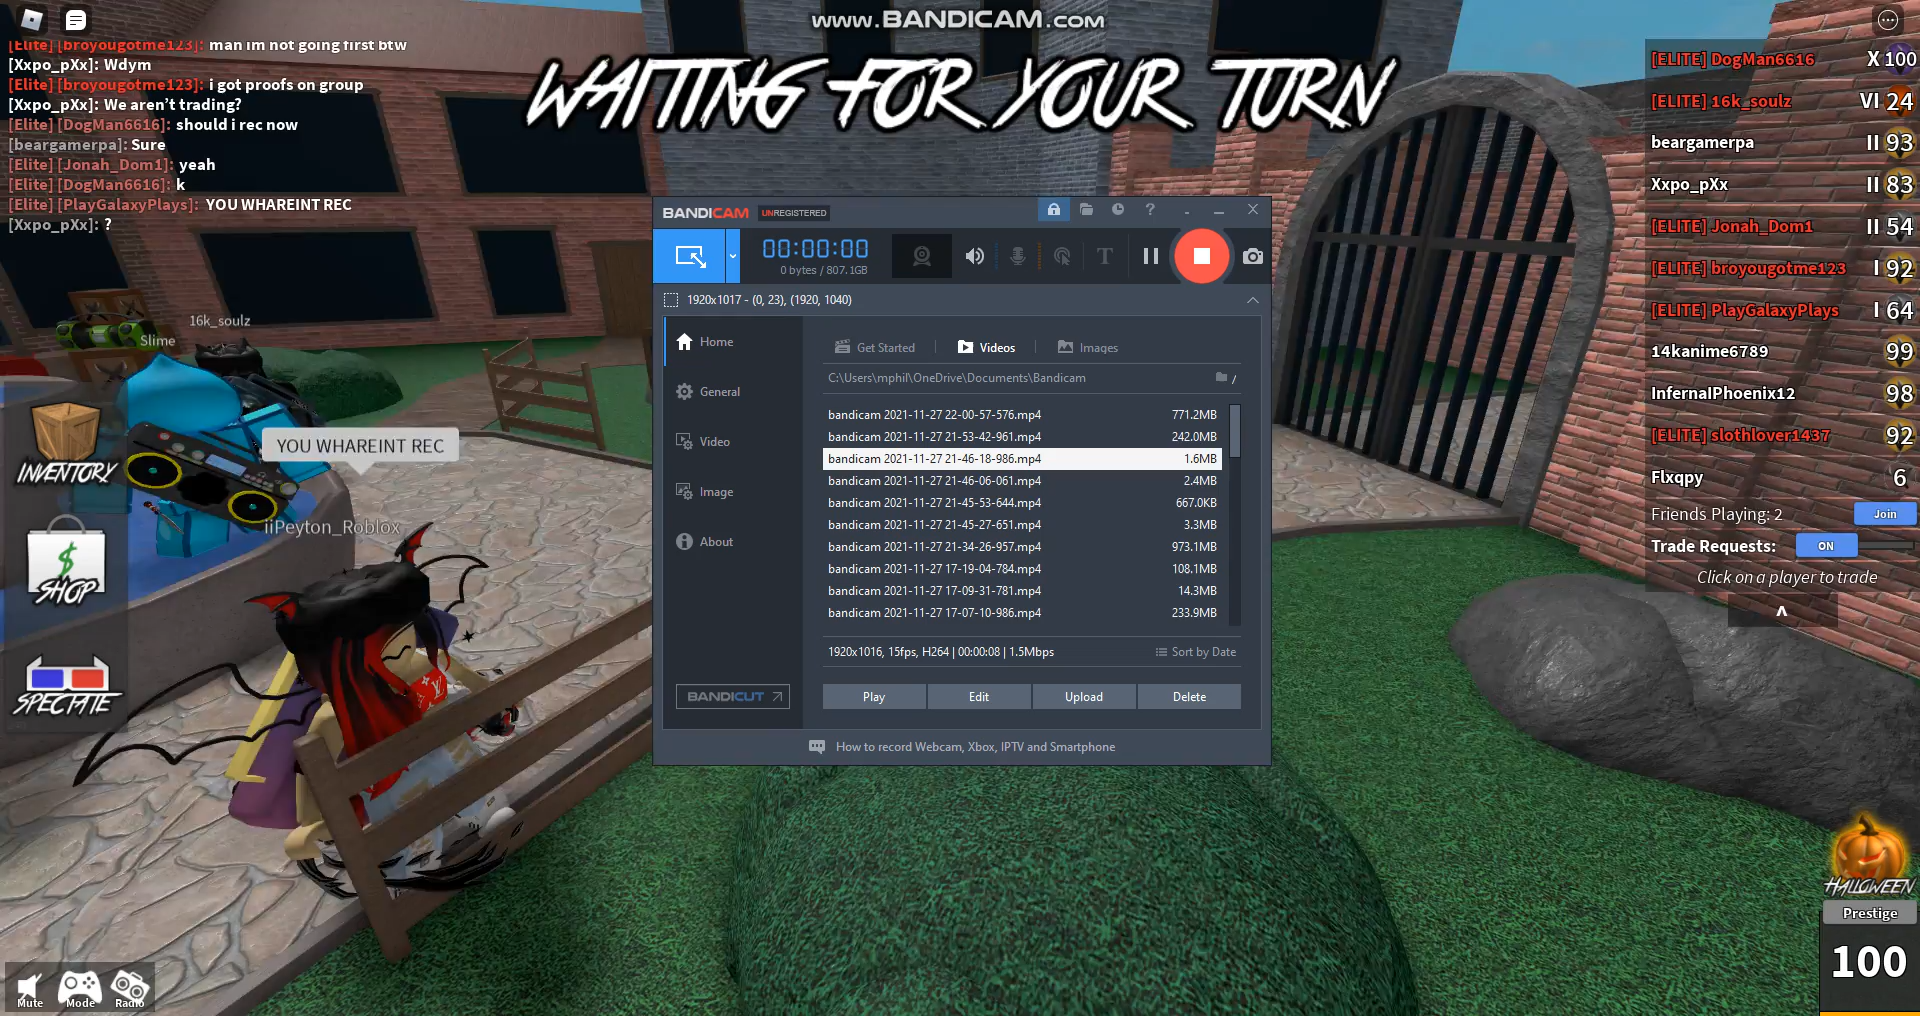 www.BANDICAM.com
WAITING FOR YOUR TURN
[Elite] [broyougotme123]: man im not going first btw
[Xxpo_pXx]: Wdym
[Elite] [broyougotme123]: i got proofs on group
[Xxpo_pXx]: We aren't trading?
[Elite] [DogMan6616]: should i rec now
[beargamerpa]: Sure
[Elite] [Jonah_Dom1]: yeah
[Elite] [DogMan6616]: k
[Elite] [PlayGalaxyPlays]: YOU WHAREINT REC
[Xxpo_pXx]: ?
16k_soulz
Slime
YOU WHAREINT REC
iiPeyton_Roblox
INVENTORY
$
SHOP
SPECTATE
Mute
Mode
Radio
BANDICAM UNREGISTERED
?
00:00:00
0 bytes / 807.1GB
T
1920x1017 - (0, 23), (1920, 1040)
Home
General
Video
Image
About
BANDICUT
Get Started
Videos
Images
C:\Users\mphil\OneDrive\Documents\Bandicam
/
bandicam 2021-11-27 22-00-57-576.mp4 771.2MB
bandicam 2021-11-27 21-53-42-961.mp4 242.0MB
bandicam 2021-11-27 21-46-18-986.mp4 1.6MB
bandicam 2021-11-27 21-46-06-061.mp4 2.4MB
bandicam 2021-11-27 21-45-53-644.mp4 667.0KB
bandicam 2021-11-27 21-45-27-651.mp4 3.3MB
bandicam 2021-11-27 21-34-26-957.mp4 973.1MB
bandicam 2021-11-27 17-19-04-784.mp4 108.1MB
bandicam 2021-11-27 17-09-31-781.mp4 14.3MB
bandicam 2021-11-27 17-07-10-986.mp4 233.9MB
1920x1016, 15fps, H264 | 00:00:08 | 1.5Mbps
Sort by Date
Play
Edit
Upload
Delete
How to record Webcam, Xbox, IPTV and Smartphone
[ELITE] DogMan6616 X 100
[ELITE] 16k_soulz VI 24
beargamerpa II 93
Xxpo_pXx II 83
[ELITE] Jonah_Dom1 II 54
[ELITE] broyougotme123 I 92
[ELITE] PlayGalaxyPlays I 64
14kanime6789 99
InfernalPhoenix12 98
[ELITE] slothlover1437 92
Flxqpy 6
Friends Playing: 2 Join
Trade Requests: ON
Click on a player to trade
^
HALLOWEEN
Prestige
100